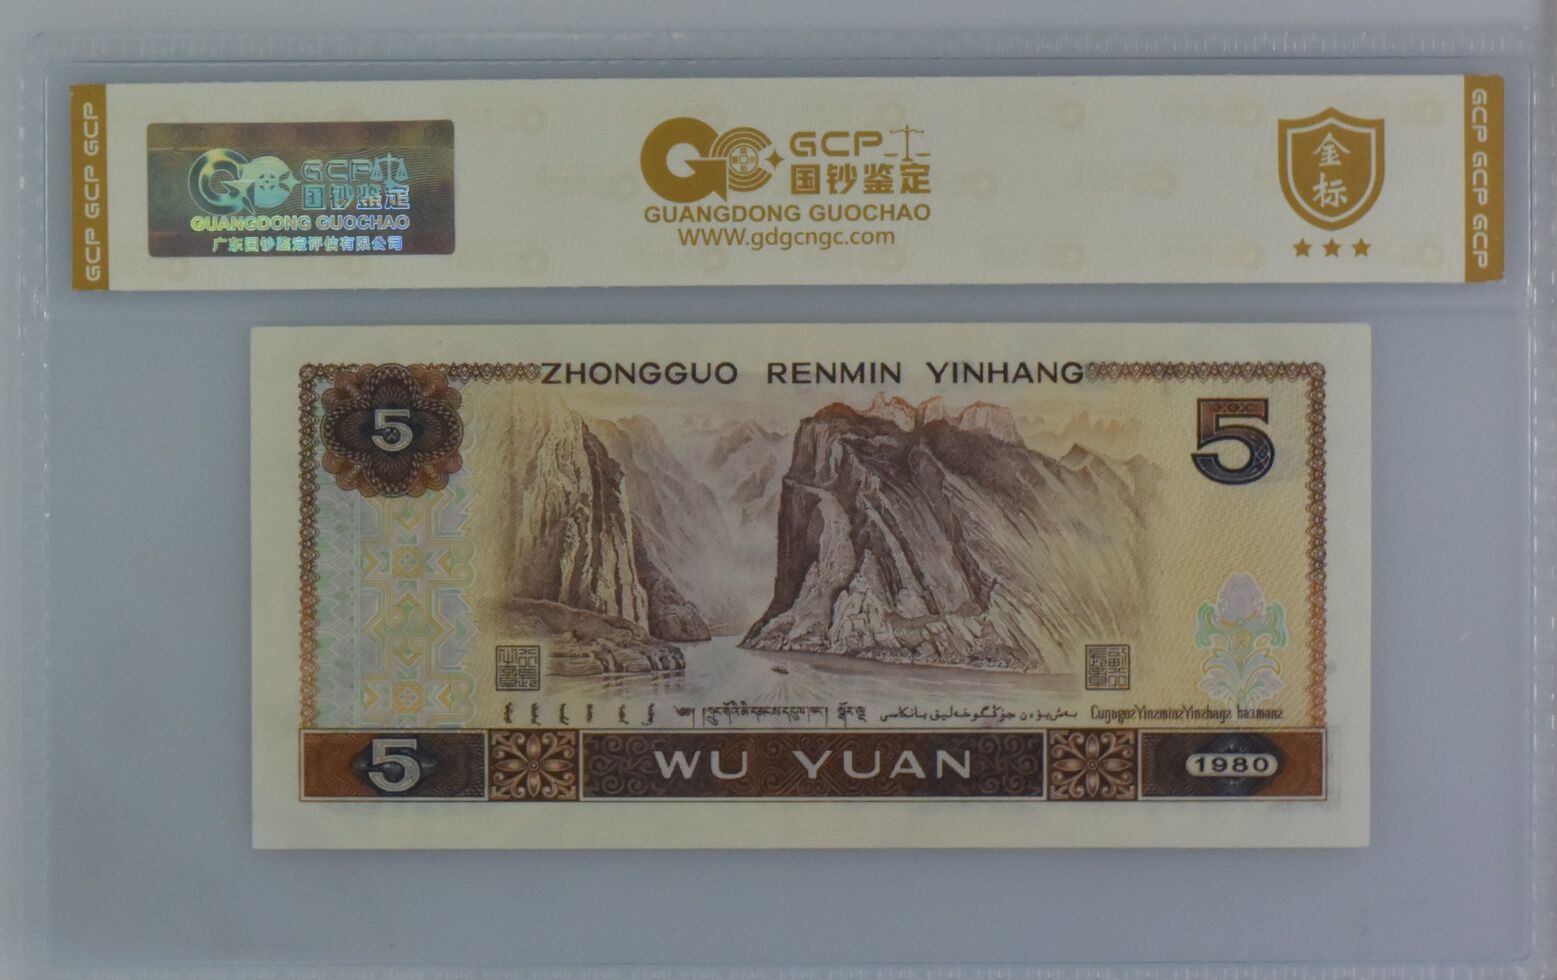 GCP GCP GCP
GCP
国钞鉴定
GUANGDONG GUOCHAO
广东国钞鉴定评估有限公司
GCP
国钞鉴定
GUANGDONG GUOCHAO
WWW.gdgcngc.com
金标
GCP GCP GCP
ZHONGGUO RENMIN YINHANG
5
5
5
WU YUAN
1980